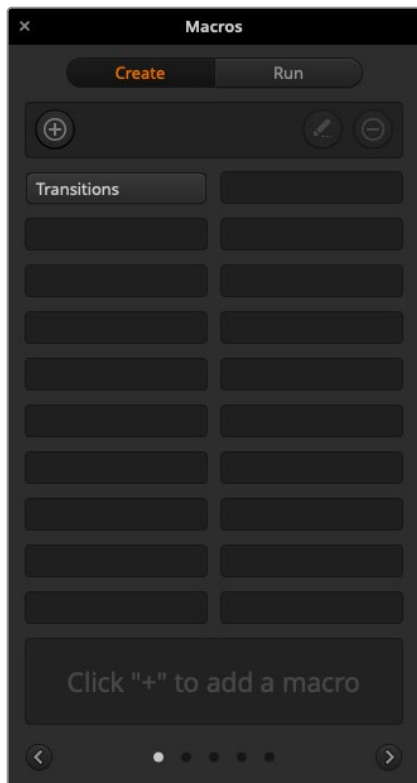 Macros
Create
Run
Transitions
Click "+" to add a macro